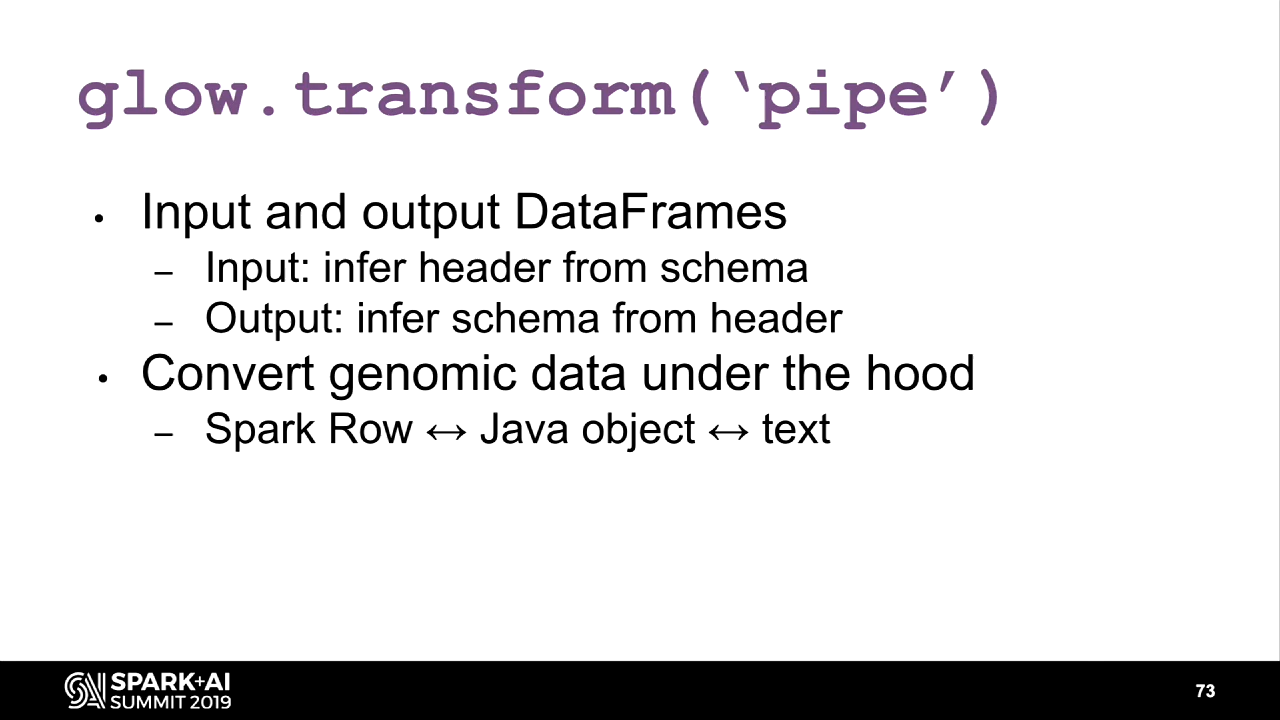 glow.transform(‘pipe’)
• Input and output DataFrames
– Input: infer header from schema
– Output: infer schema from header
• Convert genomic data under the hood
– Spark Row ↔ Java object ↔ text
SPARK+AI
SUMMIT 2019
73